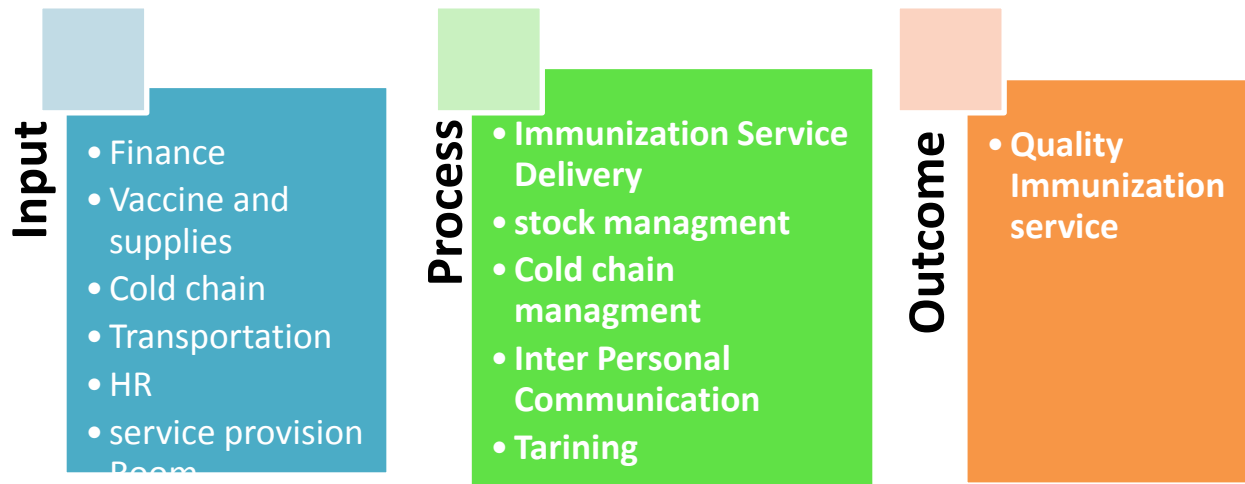 Input
• Finance
• Vaccine and
supplies
• Cold chain
• Transportation
• HR
• service provision
Room
Process
• Immunization Service
Delivery
• stock managment
• Cold chain
managment
• Inter Personal
Communication
• Tarining
Outcome
• Quality
Immunization
service